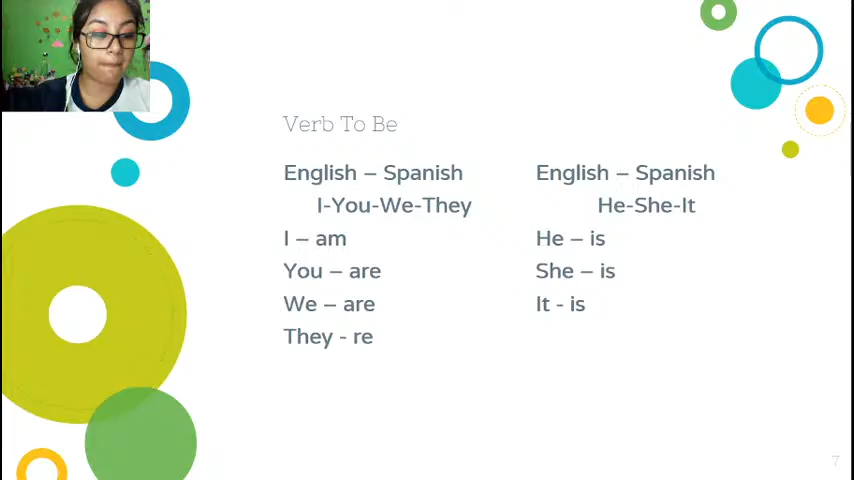 Verb To Be
English – Spanish
I-You-We-They
I – am
You – are
We – are
They - re
English – Spanish
He-She-It
He – is
She – is
It - is
7